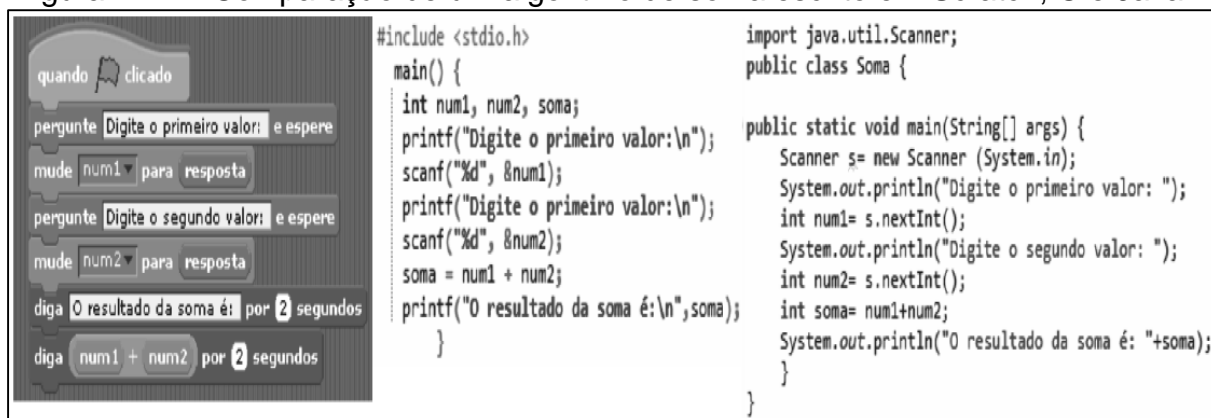 quando clicado
pergunte Digite o primeiro valor: e espere
mude num1 para resposta
pergunte Digite o segundo valor: e espere
mude num2 para resposta
diga O resultado da soma é: por 2 segundos
diga num1 + num2 por 2 segundos
#include <stdio.h>
main() {
int num1, num2, soma;
printf("Digite o primeiro valor:\n");
scanf("%d", &num1);
printf("Digite o primeiro valor:\n");
scanf("%d", &num2);
soma = num1 + num2;
printf("O resultado da soma é:\n",soma);
}
import java.util.Scanner;
public class Soma {
public static void main(String[] args) {
Scanner s= new Scanner (System.in);
System.out.println("Digite o primeiro valor: ");
int num1= s.nextInt();
System.out.println("Digite o segundo valor: ");
int num2= s.nextInt();
int soma= num1+num2;
System.out.println("O resultado da soma é: "+soma);
}
}